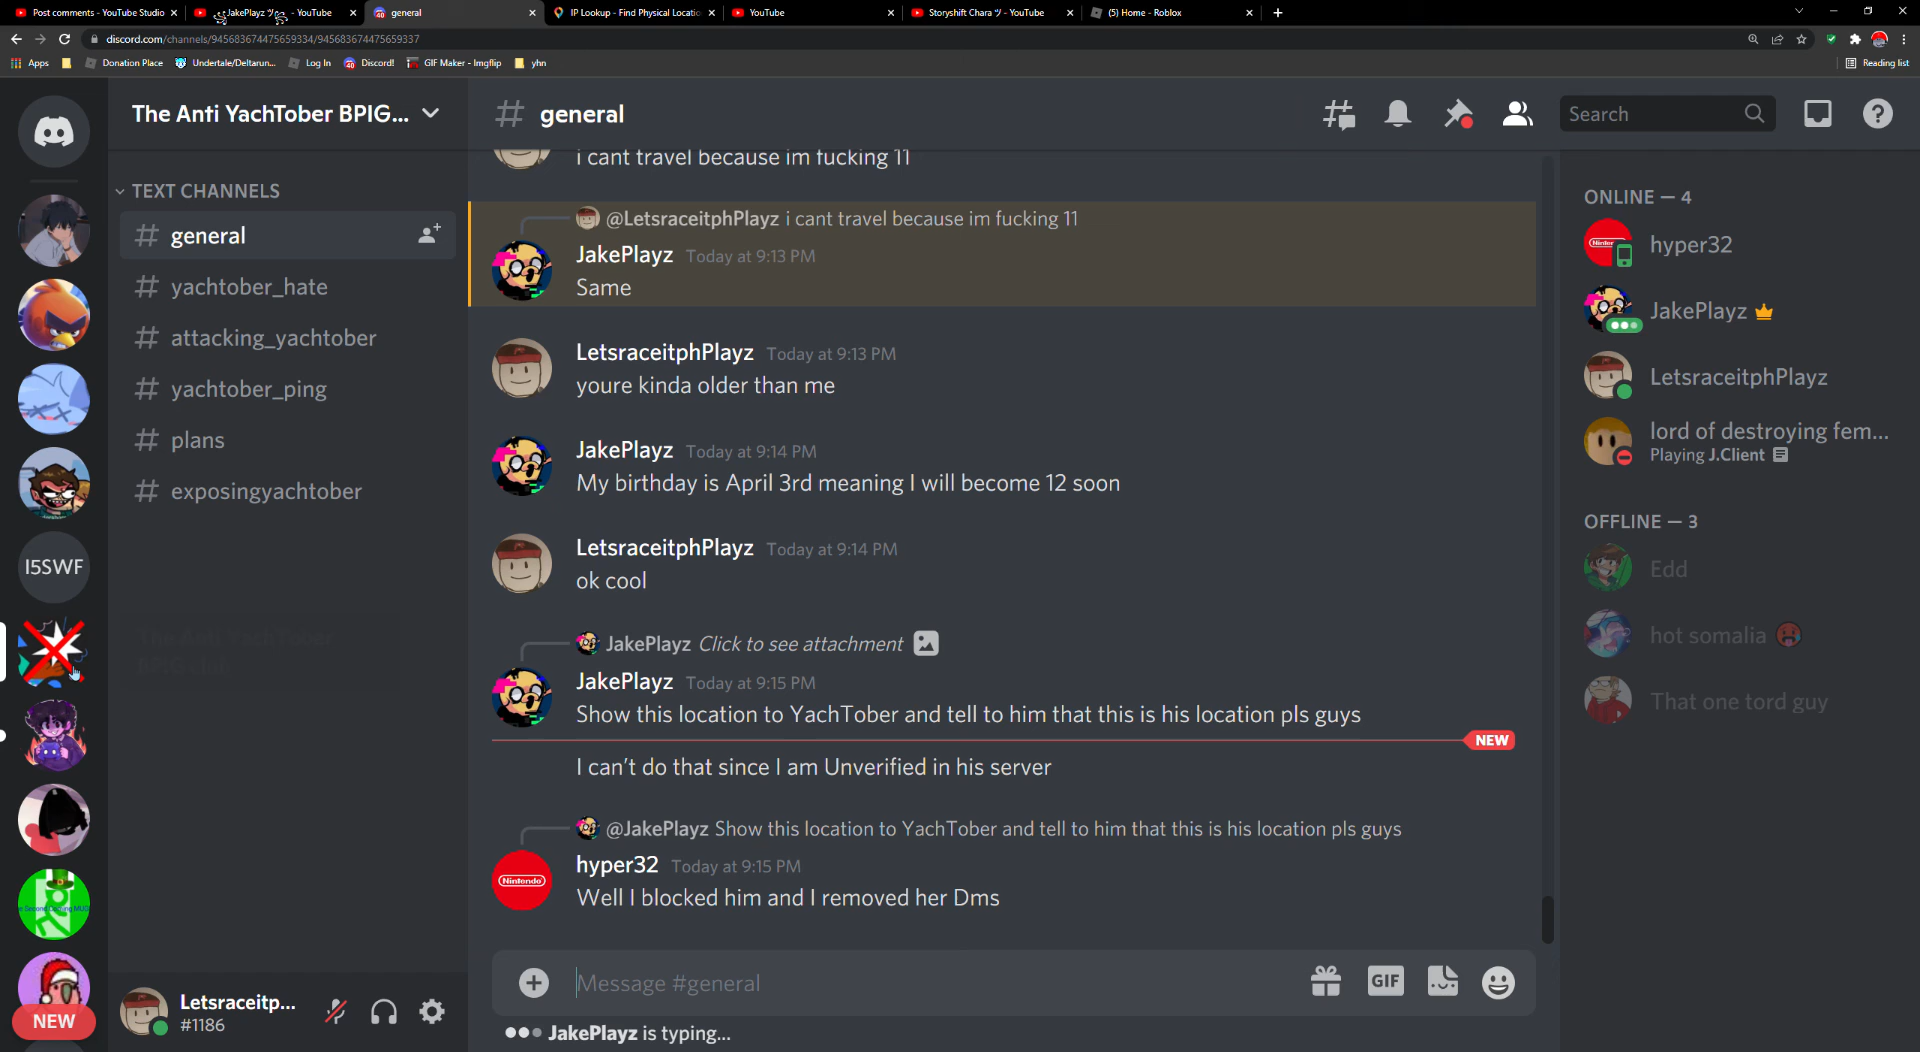 Post comments - YouTube Studio
JakePlayz ツ - YouTube
general
IP Lookup - Find Physical Locatio
YouTube
Storyshift Chara ツ - YouTube
(5) Home - Roblox
discord.com/channels/945683674475659334/945683674475659337
Apps
Donation Place
Undertale/Deltarun...
Log In
Discord!
GIF Maker - Imgflip
yhn
Reading list
The Anti YachTober BPIG...
# general
Search
TEXT CHANNELS
# general
# yachtober_hate
# attacking_yachtober
# yachtober_ping
# plans
# exposingyachtober
I5SWF
NEW
Letsraceitp...
#1186
i cant travel because im fucking 11
@LetsraceitphPlayz i cant travel because im fucking 11
JakePlayz Today at 9:13 PM
Same
LetsraceitphPlayz Today at 9:13 PM
youre kinda older than me
JakePlayz Today at 9:14 PM
My birthday is April 3rd meaning I will become 12 soon
LetsraceitphPlayz Today at 9:14 PM
ok cool
JakePlayz Click to see attachment
JakePlayz Today at 9:15 PM
Show this location to YachTober and tell to him that this is his location pls guys
NEW
I can't do that since I am Unverified in his server
@JakePlayz Show this location to YachTober and tell to him that this is his location pls guys
hyper32 Today at 9:15 PM
Nintendo
Well I blocked him and I removed her Dms
Message #general
GIF
JakePlayz is typing...
ONLINE — 4
hyper32
JakePlayz
LetsraceitphPlayz
lord of destroying fem...
Playing J.Client
OFFLINE — 3
Edd
hot somalia
That one tord guy